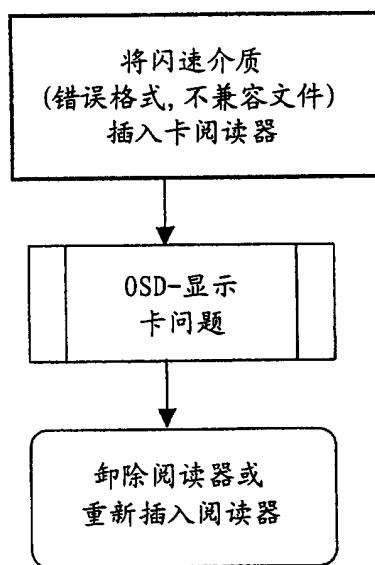 将闪速介质
(错误格式,不兼容文件)
插入卡阅读器
OSD-显示
卡问题
卸除阅读器或
重新插入阅读器